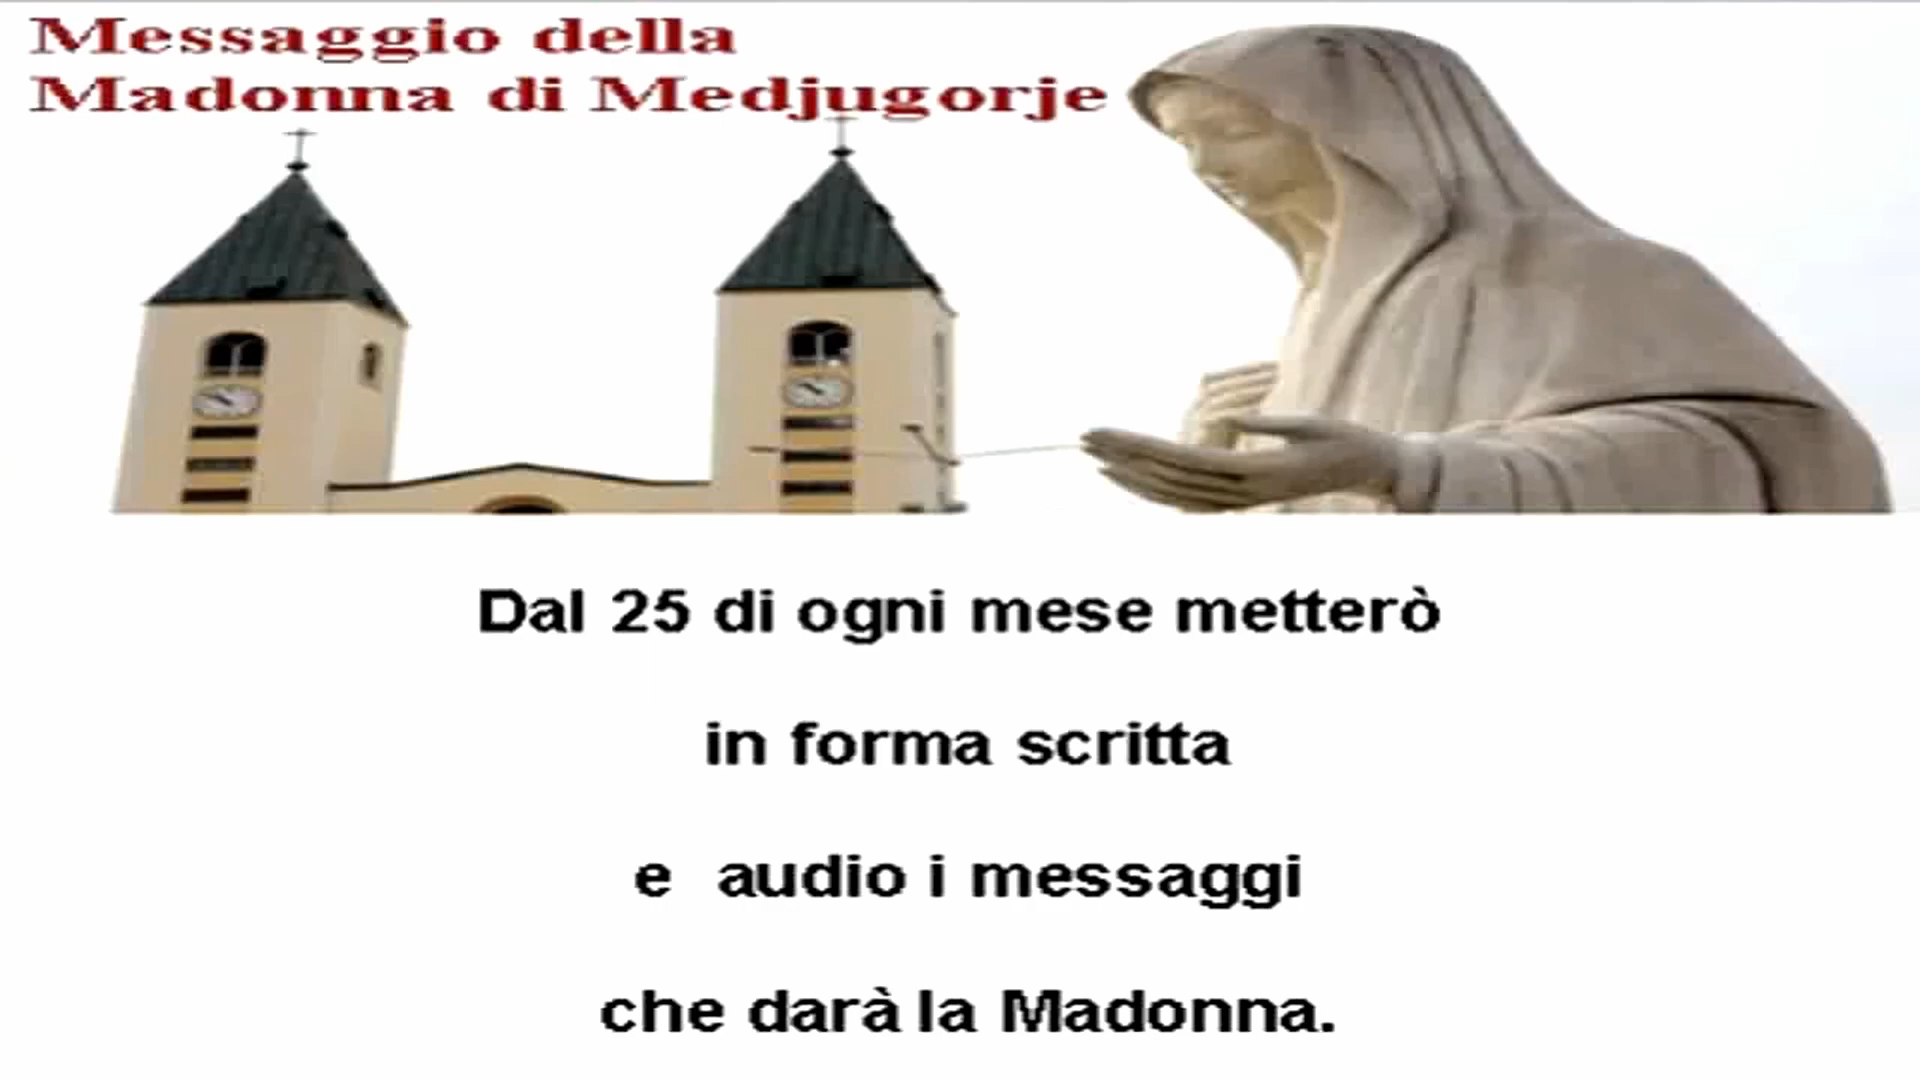 Messaggio della
Madonna di Medjugorje
Dal 25 di ogni mese metterò
in forma scritta
e audio i messaggi
che darà la Madonna.